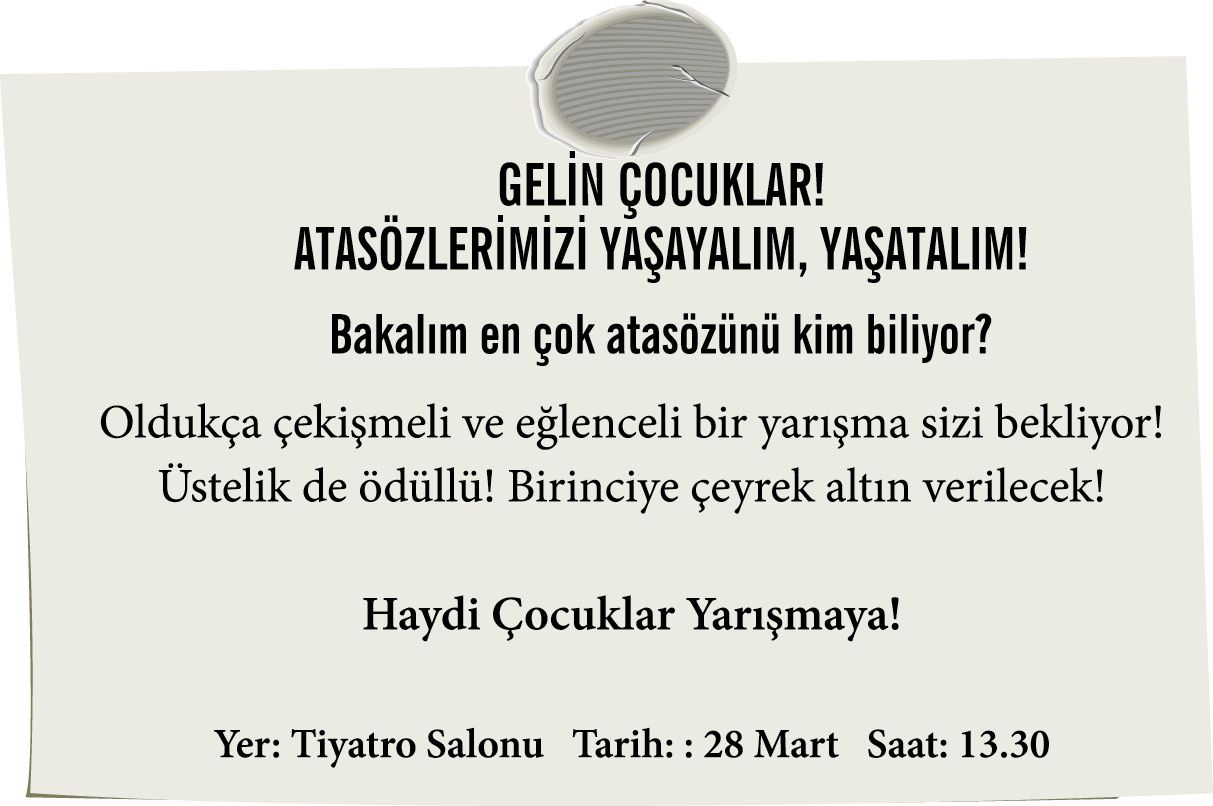 GELİN ÇOCUKLAR!
ATASÖZLERİMİZİ YAŞAYALIM, YAŞATALIM!
Bakalım en çok atasözünü kim biliyor?
Oldukça çekişmeli ve eğlenceli bir yarışma sizi bekliyor!
Üstelik de ödüllü! Birinciye çeyrek altın verilecek!
Haydi Çocuklar Yarışmaya!
Yer: Tiyatro Salonu Tarih: : 28 Mart Saat: 13.30